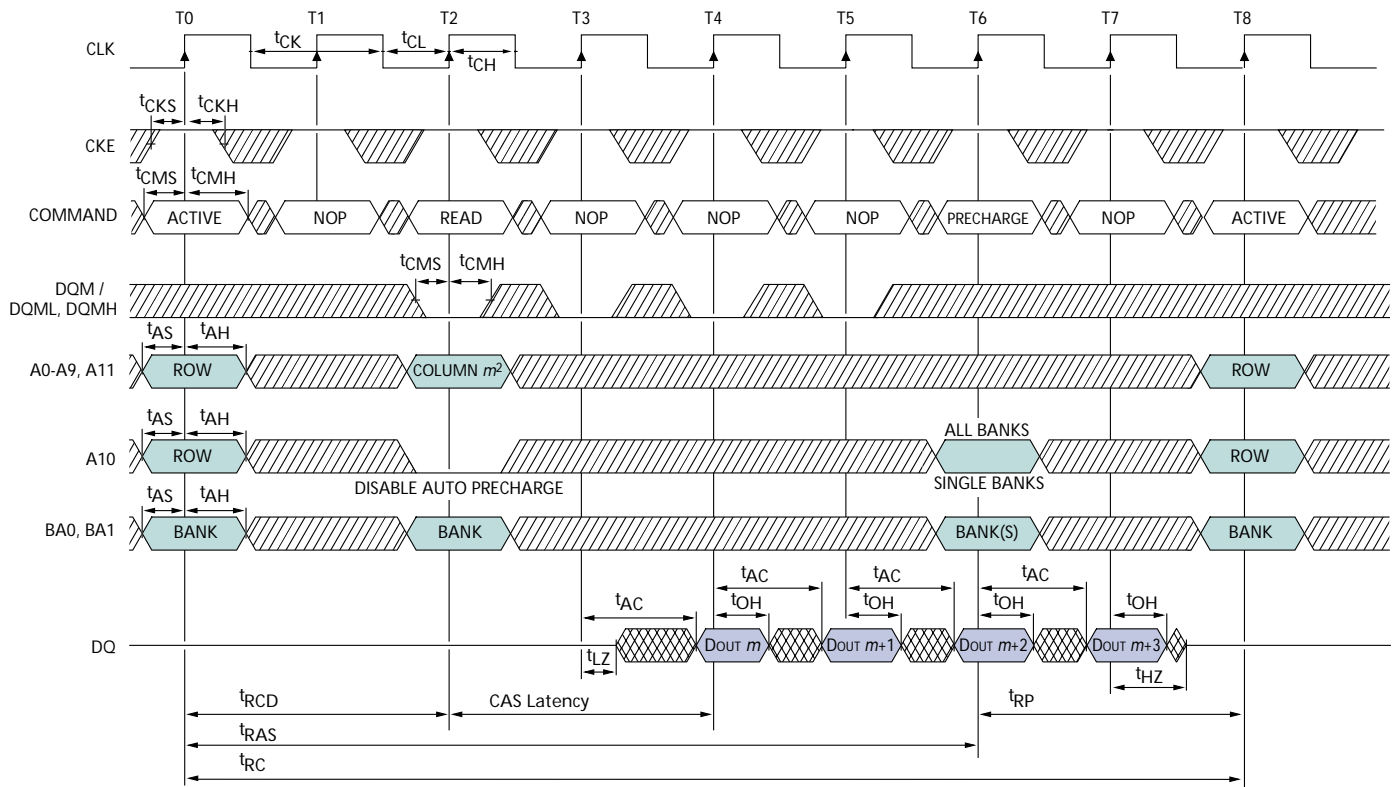 T0 T1 T2 T3 T4 T5 T6 T7 T8
CLK
tCK tCL
tCH
tCKS tCKH
CKE
tCMS tCMH
COMMAND ACTIVE NOP READ NOP NOP NOP PRECHARGE NOP ACTIVE
tCMS tCMH
DQM /
DQML, DQMH
tAS tAH
A0-A9, A11 ROW COLUMN m2 ROW
tAS tAH ALL BANKS
A10 ROW ROW
DISABLE AUTO PRECHARGE SINGLE BANKS
tAS tAH
BA0, BA1 BANK BANK BANK(S) BANK
tAC tAC tAC
tAC tOH tOH tOH tOH
DQ DOUT m DOUT m+1 DOUT m+2 DOUT m+3
tLZ tHZ
tRCD CAS Latency tRP
tRAS
tRC